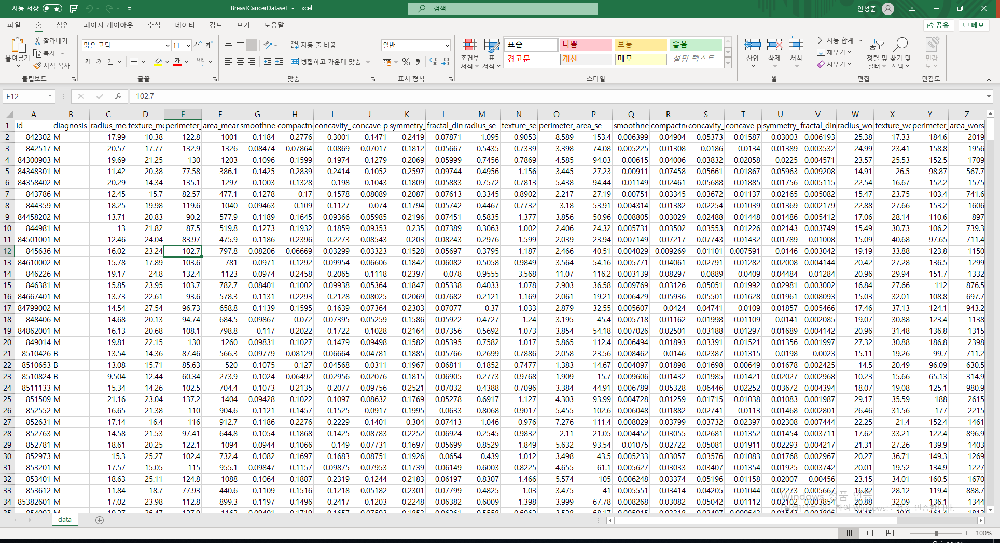 자동 저장 끔 BreastCancerDataset - Excel 검색 안성준
파일 홈 삽입 페이지 레이아웃 수식 데이터 검토 보기 도움말 공유 메모
붙여넣기 잘라내기 복사 서식 복사
맑은 고딕 11 가 가
가 가 가 가
자동 줄 바꿈
병합하고 가운데 맞춤
일반
조건부 서식 표 서식
표준 나쁨 보통 좋음
경고문 계산 메모 설명 텍스트
삽입 삭제 서식
자동 합계 채우기 지우기
정렬 및 필터 찾기 및 선택 민감도
클립보드 글꼴 맞춤 표시 형식 스타일 셀 편집 민감도
E12 fx 102.7
A B C D E F G H I J K L M N O P Q R S T U V W X Y Z
1 id diagnosis radius_me texture_me perimeter_ area_mear smoothne compactne concavity_ concave p symmetry_ fractal_dim radius_se texture_se perimeter_ area_se smoothne compactne concavity_ concave p symmetry_ fractal_dim radius_wo texture_wo perimeter_ area_wors
2 842302 M 17.99 10.38 122.8 1001 0.1184 0.2776 0.3001 0.1471 0.2419 0.07871 1.095 0.9053 8.589 153.4 0.006399 0.04904 0.05373 0.01587 0.03003 0.006193 25.38 17.33 184.6 2019
3 842517 M 20.57 17.77 132.9 1326 0.08474 0.07864 0.0869 0.07017 0.1812 0.05667 0.5435 0.7339 3.398 74.08 0.005225 0.01308 0.0186 0.0134 0.01389 0.003532 24.99 23.41 158.8 1956
4 84300903 M 19.69 21.25 130 1203 0.1096 0.1599 0.1974 0.1279 0.2069 0.05999 0.7456 0.7869 4.585 94.03 0.00615 0.04006 0.03832 0.02058 0.0225 0.004571 23.57 25.53 152.5 1709
5 84348301 M 11.42 20.38 77.58 386.1 0.1425 0.2839 0.2414 0.1052 0.2597 0.09744 0.4956 1.156 3.445 27.23 0.00911 0.07458 0.05661 0.01867 0.05963 0.009208 14.91 26.5 98.87 567.7
6 84358402 M 20.29 14.34 135.1 1297 0.1003 0.1328 0.198 0.1043 0.1809 0.05883 0.7572 0.7813 5.438 94.44 0.01149 0.02461 0.05688 0.01885 0.01756 0.005115 22.54 16.67 152.2 1575
7 843786 M 12.45 15.7 82.57 477.1 0.1278 0.17 0.1578 0.08089 0.2087 0.07613 0.3345 0.8902 2.217 27.19 0.00751 0.03345 0.03672 0.01137 0.02165 0.005082 15.47 23.75 103.4 741.6
8 844359 M 18.25 19.98 119.6 1040 0.09463 0.109 0.1127 0.074 0.1794 0.05742 0.4467 0.7732 3.18 53.91 0.004314 0.01382 0.02254 0.01039 0.01369 0.002179 22.88 27.66 153.2 1606
9 84458202 M 13.71 20.83 90.2 577.9 0.1189 0.1645 0.09366 0.05985 0.2196 0.07451 0.5835 1.377 3.856 50.96 0.008805 0.03029 0.02488 0.01448 0.01486 0.005412 17.06 28.14 110.6 897
10 844981 M 13 21.82 87.5 519.8 0.1273 0.1932 0.1859 0.09353 0.235 0.07389 0.3063 1.002 2.406 24.32 0.005731 0.03502 0.03553 0.01226 0.02143 0.003749 15.49 30.73 106.2 739.3
11 84501001 M 12.46 24.04 83.97 475.9 0.1186 0.2396 0.2273 0.08543 0.203 0.08243 0.2976 1.599 2.039 23.94 0.007149 0.07217 0.07743 0.01432 0.01789 0.01008 15.09 40.68 97.65 711.4
12 845636 M 16.02 23.24 102.7 797.8 0.08206 0.06669 0.03299 0.03323 0.1528 0.05697 0.3795 1.187 2.466 40.51 0.004029 0.009269 0.01101 0.007591 0.0146 0.003042 19.19 33.88 123.8 1150
13 84610002 M 15.78 17.89 103.6 781 0.0971 0.1292 0.09954 0.06606 0.1842 0.06082 0.5058 0.9849 3.564 54.16 0.005771 0.04061 0.02791 0.01282 0.02008 0.004144 20.42 27.28 136.5 1299
14 846226 M 19.17 24.8 132.4 1123 0.0974 0.2458 0.2065 0.1118 0.2397 0.078 0.9555 3.568 11.07 116.2 0.003139 0.08297 0.0889 0.0409 0.04484 0.01284 20.96 29.94 151.7 1332
15 846381 M 15.85 23.95 103.7 782.7 0.08401 0.1002 0.09938 0.05364 0.1847 0.05338 0.4033 1.078 2.903 36.58 0.009769 0.03126 0.05051 0.01992 0.02981 0.003002 16.84 27.66 112 876.5
16 84667401 M 13.73 22.61 93.6 578.3 0.1131 0.2293 0.2128 0.08025 0.2069 0.07682 0.2121 1.169 2.061 19.21 0.006429 0.05936 0.05501 0.01628 0.01961 0.008093 15.03 32.01 108.8 697.7
17 84799002 M 14.54 27.54 96.73 658.8 0.1139 0.1595 0.1639 0.07364 0.2303 0.07077 0.37 1.033 2.879 32.55 0.005607 0.0424 0.04741 0.0109 0.01857 0.005466 17.46 37.13 124.1 943.2
18 848406 M 14.68 20.13 94.74 684.5 0.09867 0.072 0.07395 0.05259 0.1586 0.05922 0.4727 1.24 3.195 45.4 0.005718 0.01162 0.01998 0.01109 0.0141 0.002085 19.07 30.88 123.4 1138
19 84862001 M 16.13 20.68 108.1 798.8 0.117 0.2022 0.1722 0.1028 0.2164 0.07356 0.5692 1.073 3.854 54.18 0.007026 0.02501 0.03188 0.01297 0.01689 0.004142 20.96 31.48 136.8 1315
20 849014 M 19.81 22.15 130 1260 0.09831 0.1027 0.1479 0.09498 0.1582 0.05395 0.7582 1.017 5.865 112.4 0.006494 0.01893 0.03391 0.01521 0.01356 0.001997 27.32 30.88 186.8 2398
21 8510426 B 13.54 14.36 87.46 566.3 0.09779 0.08129 0.06664 0.04781 0.1885 0.05766 0.2699 0.7886 2.058 23.56 0.008462 0.0146 0.02387 0.01315 0.0198 0.0023 15.11 19.26 99.7 711.2
22 8510653 B 13.08 15.71 85.63 520 0.1075 0.127 0.04568 0.0311 0.1967 0.06811 0.1852 0.7477 1.383 14.67 0.004097 0.01898 0.01698 0.00649 0.01678 0.002425 14.5 20.49 96.09 630.5
23 8510824 B 9.504 12.44 60.34 273.9 0.1024 0.06492 0.02956 0.02076 0.1815 0.06905 0.2773 0.9768 1.909 15.7 0.009606 0.01432 0.01985 0.01421 0.02027 0.002968 10.23 15.66 65.13 314.9
24 8511133 M 15.34 14.26 102.5 704.4 0.1073 0.2135 0.2077 0.09756 0.2521 0.07032 0.4388 0.7096 3.384 44.91 0.006789 0.05328 0.06446 0.02252 0.03672 0.004394 18.07 19.08 125.1 980.9
25 851509 M 21.16 23.04 137.2 1404 0.09428 0.1022 0.1097 0.08632 0.1769 0.05278 0.6917 1.127 4.303 93.99 0.004728 0.01259 0.01715 0.01038 0.01083 0.001987 29.17 35.59 188 2615
26 852552 M 16.65 21.38 110 904.6 0.1121 0.1457 0.1525 0.0917 0.1995 0.0633 0.8068 0.9017 5.455 102.6 0.006048 0.01882 0.02741 0.0113 0.01468 0.002801 26.46 31.56 177 2215
27 852631 M 17.14 16.4 116 912.7 0.1186 0.2276 0.2229 0.1401 0.304 0.07413 1.046 0.976 7.276 111.4 0.008029 0.03799 0.03732 0.02397 0.02308 0.007444 22.25 21.4 152.4 1461
28 852763 M 14.58 21.53 97.41 644.8 0.1054 0.1868 0.1425 0.08783 0.2252 0.06924 0.2545 0.9832 2.11 21.05 0.004452 0.03055 0.02681 0.01352 0.01454 0.003711 17.62 33.21 122.4 896.9
29 852781 M 18.61 20.25 122.1 1094 0.0944 0.1066 0.149 0.07731 0.1697 0.05699 0.8529 1.849 5.632 93.54 0.01075 0.02722 0.05081 0.01911 0.02293 0.004217 21.31 27.26 139.9 1403
30 852973 M 15.3 25.27 102.4 732.4 0.1082 0.1697 0.1683 0.08751 0.1926 0.0654 0.439 1.012 3.498 43.5 0.005233 0.03057 0.03576 0.01083 0.01768 0.002967 20.27 36.71 149.3 1269
31 853201 M 17.57 15.05 115 955.1 0.09847 0.1157 0.09875 0.07953 0.1739 0.06149 0.6003 0.8225 4.655 61.1 0.005627 0.03033 0.03407 0.01354 0.01925 0.003742 20.01 19.52 134.9 1227
32 853401 M 18.63 25.11 124.8 1088 0.1064 0.1887 0.2319 0.1244 0.2183 0.06197 0.8307 1.466 5.574 105 0.006248 0.03374 0.05196 0.01158 0.02007 0.00456 23.15 34.01 160.5 1670
33 853612 M 11.84 18.7 77.93 440.6 0.1109 0.1516 0.1218 0.05182 0.2301 0.07799 0.4825 1.03 3.475 41 0.005551 0.03414 0.04205 0.01044 0.02273 0.005667 16.82 28.12 119.4 888.7
34 85382601 M 17.02 23.98 112.8 899.3 0.1197 0.1496 0.2417 0.1203 0.2248 0.06382 0.6009 1.398 3.999 67.78 0.008268 0.03082 0.05042 0.01112 0.02102 0.003854 20.88 32.09 136.1 1344
Windows 정품 인증
[설정]으로 이동하여 Windows를 정품 인증합니다.
data
100%